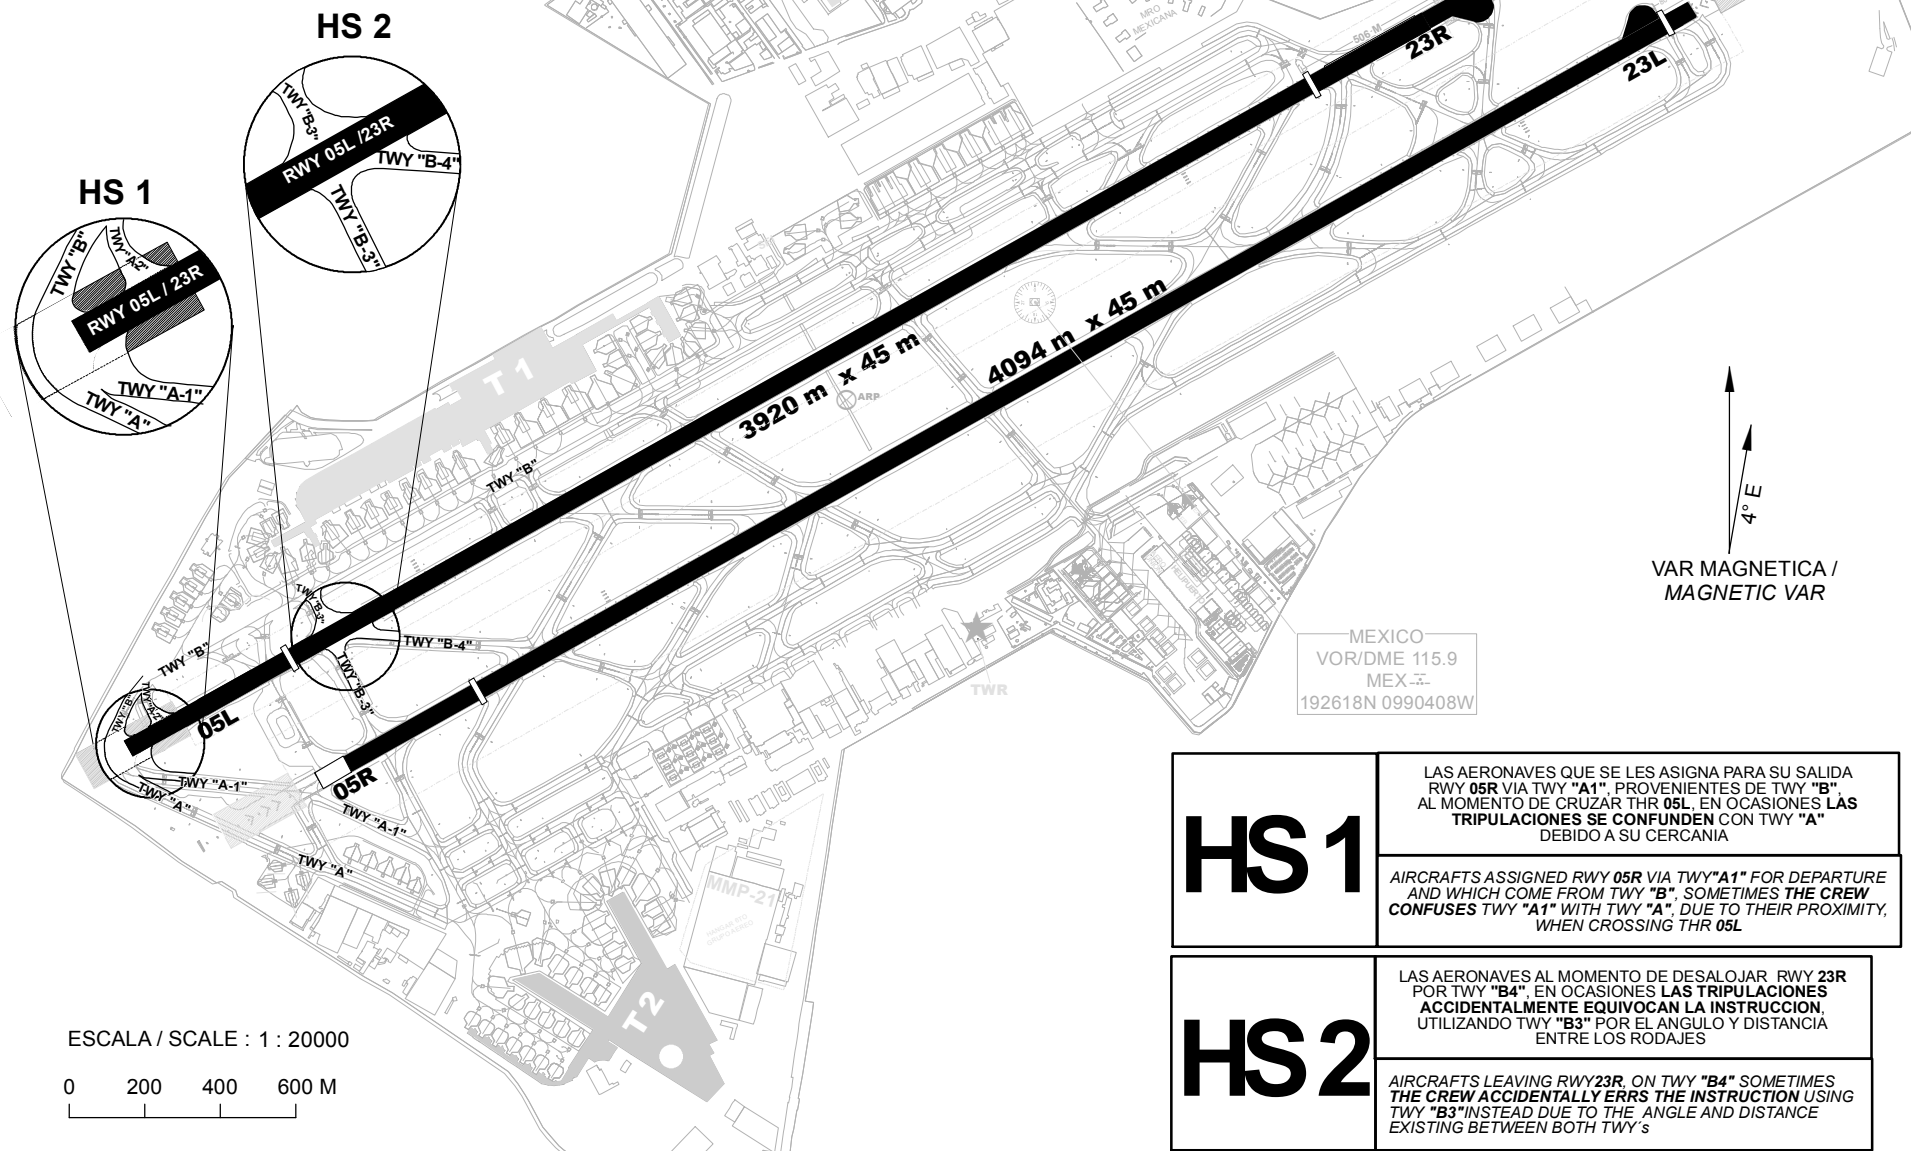 HS 2
TWY "B-3"
RWY 05L /23R
TWY "B-4"
TWY "B-3"
HS 1
TWY "B"
TWY "A-2"
RWY 05L / 23R
TWY "A-1"
TWY "A"
MRO
MEXICANA
506-M
23R
23L
T 1
3920 m x 45 m
4094 m x 45 m
ARP
TWY "B"
TWY "B-3"
TWY "B-4"
TWY "B-3"
TWY "B"
TWY "B"
TWY "A-2"
05L
05R
TWY "A-1"
TWY "A"
TWY "A-1"
TWY "A"
TWR
MMP-21
T 2
4° E
VAR MAGNETICA /
MAGNETIC VAR
MEXICO
VOR/DME 115.9
MEX
192618N 0990408W
HS 1
LAS AERONAVES QUE SE LES ASIGNA PARA SU SALIDA
RWY 05R VIA TWY "A1", PROVENIENTES DE TWY "B",
AL MOMENTO DE CRUZAR THR 05L, EN OCASIONES LAS
TRIPULACIONES SE CONFUNDEN CON TWY "A"
DEBIDO A SU CERCANIA
AIRCRAFTS ASSIGNED RWY 05R VIA TWY"A1" FOR DEPARTURE
AND WHICH COME FROM TWY "B", SOMETIMES THE CREW
CONFUSES TWY "A1" WITH TWY "A", DUE TO THEIR PROXIMITY,
WHEN CROSSING THR 05L
HS 2
LAS AERONAVES AL MOMENTO DE DESALOJAR RWY 23R
POR TWY "B4", EN OCASIONES LAS TRIPULACIONES
ACCIDENTALMENTE EQUIVOCAN LA INSTRUCCION,
UTILIZANDO TWY "B3" POR EL ANGULO Y DISTANCIA
ENTRE LOS RODAJES
AIRCRAFTS LEAVING RWY23R, ON TWY "B4" SOMETIMES
THE CREW ACCIDENTALLY ERRS THE INSTRUCTION USING
TWY "B3"INSTEAD DUE TO THE ANGLE AND DISTANCE
EXISTING BETWEEN BOTH TWY´s
ESCALA / SCALE : 1 : 20000
0 200 400 600 M